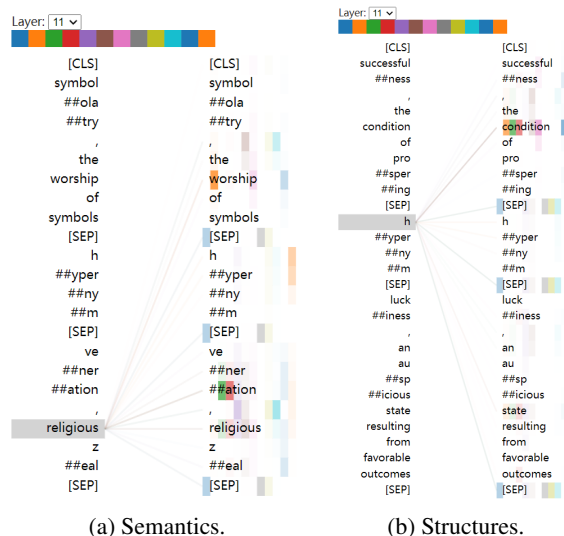 Layer: 11
[CLS] [CLS]
symbol symbol
##ola ##ola
##try ##try
, ,
the the
worship worship
of of
symbols symbols
[SEP] [SEP]
h h
##yper ##yper
##ny ##ny
##m ##m
[SEP] [SEP]
ve ve
##ner ##ner
##ation ##ation
, ,
religious religious
z z
##eal ##eal
[SEP] [SEP]
(a) Semantics.
Layer: 11
[CLS] [CLS]
successful successful
##ness ##ness
, ,
the the
condition condition
of of
pro pro
##sper ##sper
##ing ##ing
[SEP] [SEP]
h h
##yper ##yper
##ny ##ny
##m ##m
[SEP] [SEP]
luck luck
##iness ##iness
, ,
an an
au au
##sp ##sp
##icious ##icious
state state
resulting resulting
from from
favorable favorable
outcomes outcomes
[SEP] [SEP]
(b) Structures.